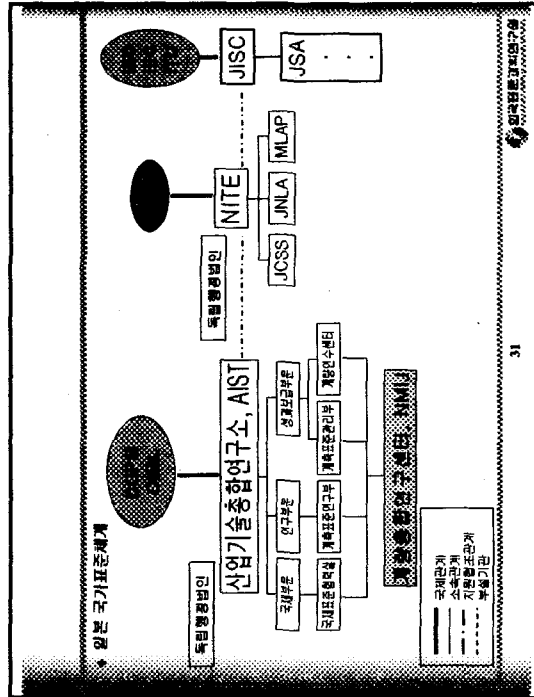 일본 국가표준체계
독립행정법인
산업기술총합연구소, AIST
국제부문
연구부문
성과보급부문
국제표준협력실
계측표준연구부
계측표준관리부
계량연수센터
계량총합연구센터, NMIJ
독립행정법인
NITE
JCSS
JNLA
MLAP
JISC
JSA
국제관계
소속관계
지원협조관계
부설기관
31
한국표준과학연구원